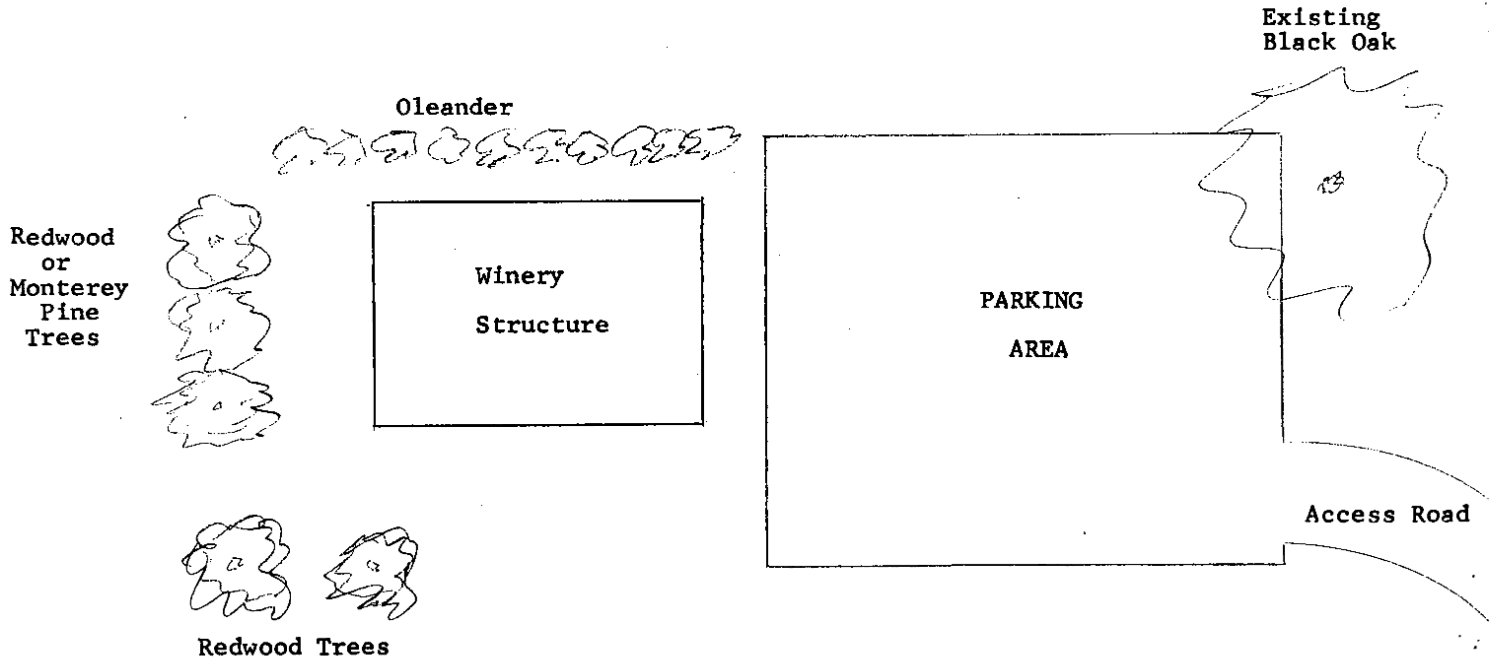 Existing
Black Oak
Oleander
Redwood
or
Monterey
Pine
Trees
Winery
Structure
PARKING
AREA
Access Road
Redwood Trees